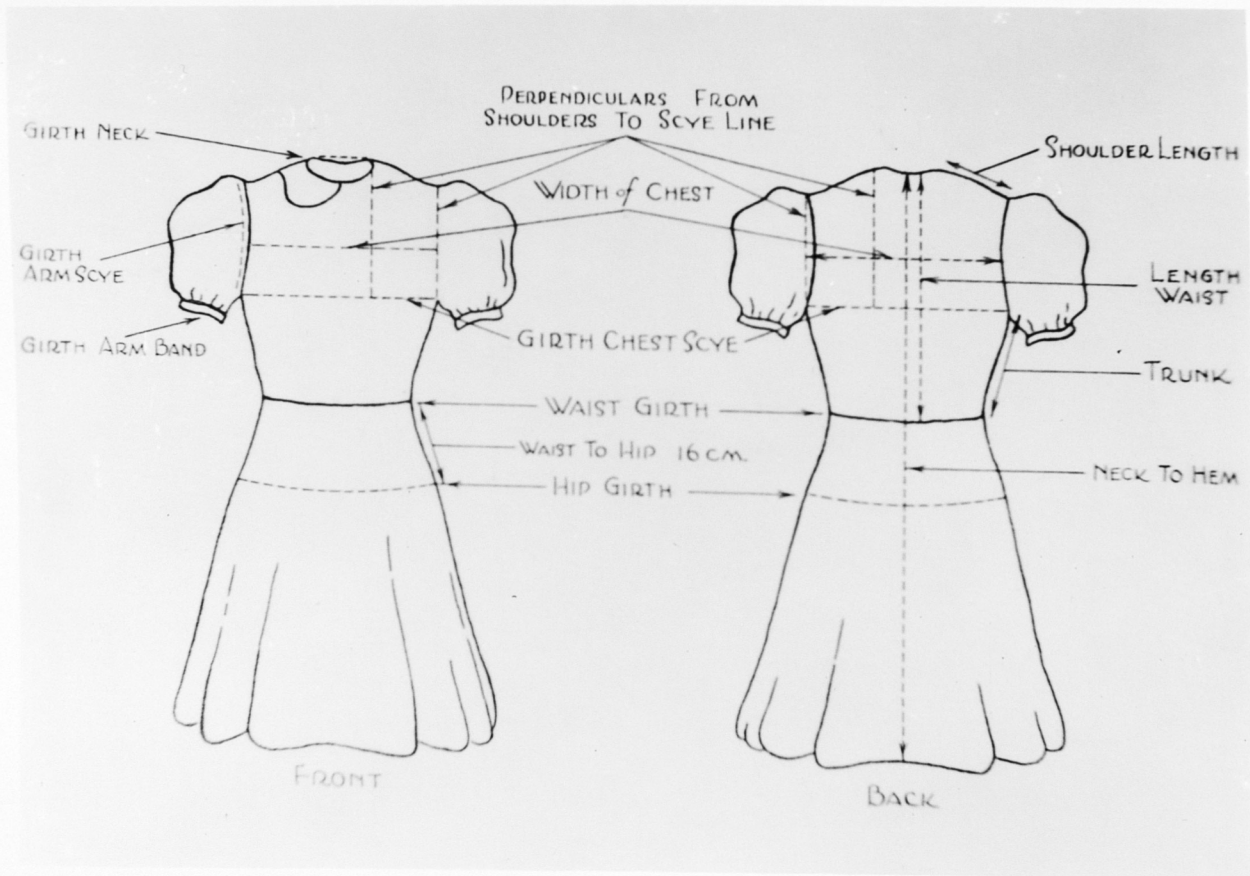 PERPENDICULARS FROM
SHOULDERS TO SCYE LINE
GIRTH NECK
SHOULDER LENGTH
WIDTH of CHEST
GIRTH
ARM SCYE
LENGTH
WAIST
GIRTH ARM BAND
GIRTH CHEST SCYE
TRUNK
WAIST GIRTH
WAIST TO HIP 16 CM.
NECK TO HEM
HIP GIRTH
FRONT
BACK